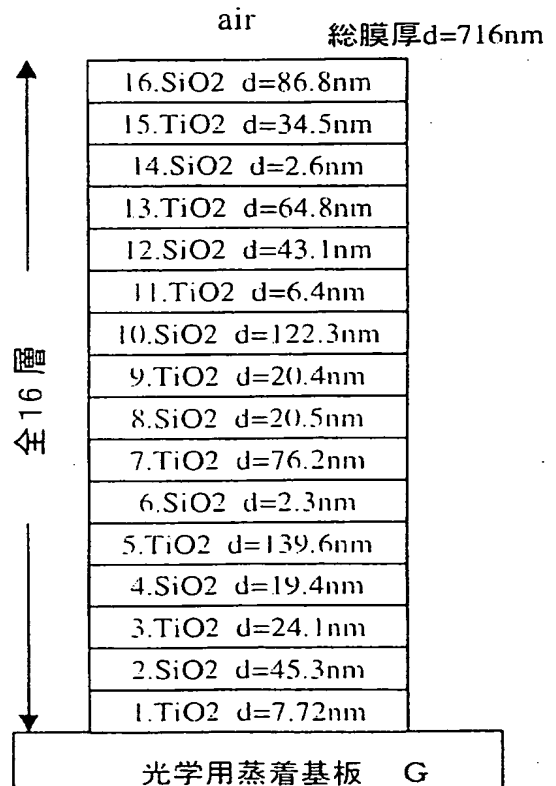 air
総膜厚d=716nm
16.SiO2 d=86.8nm
15.TiO2 d=34.5nm
14.SiO2 d=2.6nm
13.TiO2 d=64.8nm
12.SiO2 d=43.1nm
11.TiO2 d=6.4nm
10.SiO2 d=122.3nm
9.TiO2 d=20.4nm
8.SiO2 d=20.5nm
7.TiO2 d=76.2nm
6.SiO2 d=2.3nm
5.TiO2 d=139.6nm
4.SiO2 d=19.4nm
3.TiO2 d=24.1nm
2.SiO2 d=45.3nm
1.TiO2 d=7.72nm
全16層
光学用蒸着基板 G